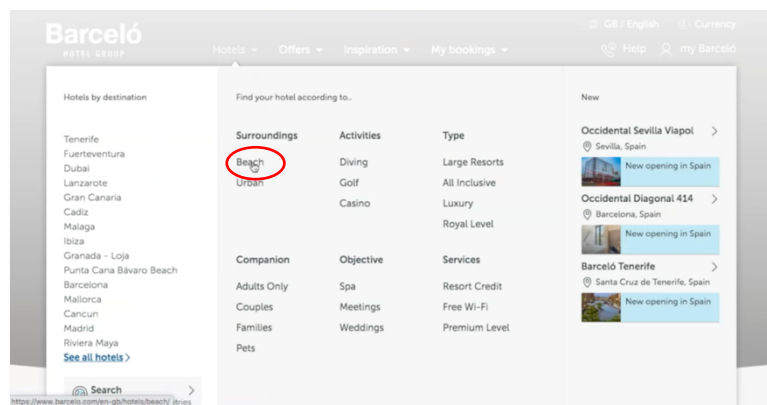 Barceló
HOTEL GROUP
Hotels
Offers
Inspiration
My bookings
GB / English
Currency
Help
my Barceló
Hotels by destination
Tenerife
Fuerteventura
Dubai
Lanzarote
Gran Canaria
Cadiz
Malaga
Ibiza
Granada - Loja
Punta Cana Bávaro Beach
Barcelona
Mallorca
Cancun
Madrid
Riviera Maya
See all hotels >
Search
https://www.barcelo.com/en-gb/hotels/beach/
Find your hotel according to..
Surroundings
Beach
Urban
Activities
Diving
Golf
Casino
Type
Large Resorts
All Inclusive
Luxury
Royal Level
Companion
Adults Only
Couples
Families
Pets
Objective
Spa
Meetings
Weddings
Services
Resort Credit
Free Wi-Fi
Premium Level
New
Occidental Sevilla Viapol
Sevilla, Spain
New opening in Spain
Occidental Diagonal 414
Barcelona, Spain
New opening in Spain
Barceló Tenerife
Santa Cruz de Tenerife, Spain
New opening in Spain